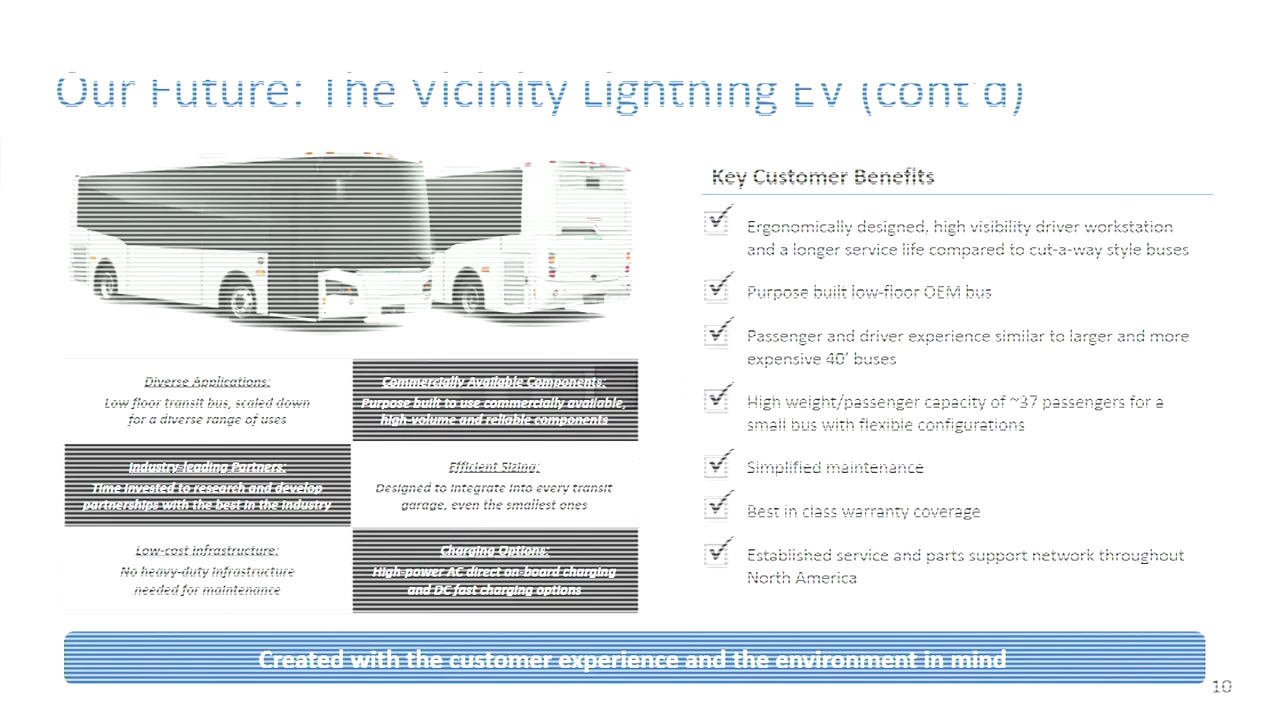 Our Future: The Vicinity Lightning EV (cont'd)
Key Customer Benefits
Ergonomically designed, high visibility driver workstation
and a longer service life compared to cut-a-way style buses
Purpose built low-floor OEM bus
Passenger and driver experience similar to larger and more
expensive 40' buses
High weight/passenger capacity of ~37 passengers for a
small bus with flexible configurations
Simplified maintenance
Best in class warranty coverage
Established service and parts support network throughout
North America
Diverse Applications:
Low floor transit bus, scaled down
for a diverse range of uses
Commercially Available Components:
Purpose built to use commercially available,
high-volume and reliable components
Industry-leading Partners:
Time invested to research and develop
partnerships with the best in the industry
Efficient Sizing:
Designed to integrate into every transit
garage, even the smallest ones
Low-cost infrastructure:
No heavy-duty infrastructure
needed for maintenance
Charging Options:
High-power AC direct on-board charging
and DC fast charging options
Created with the customer experience and the environment in mind
10